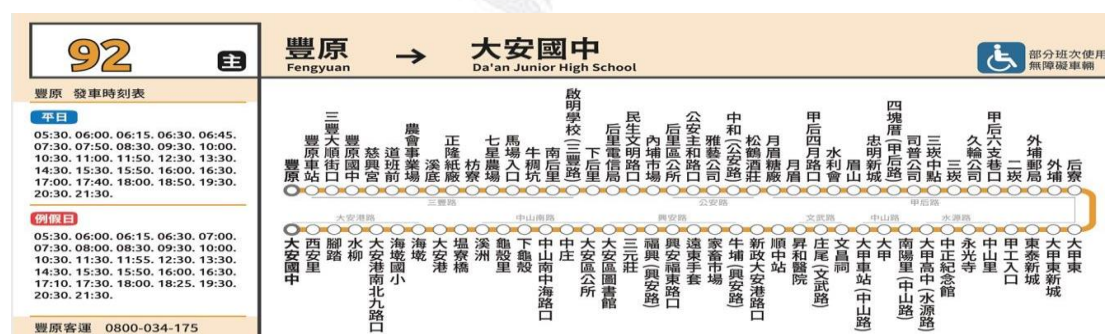 92 主
豐原 發車時刻表
平日
05:30. 06:00. 06:15. 06:30. 06:45.
07:30. 07:50. 08:30. 09:30. 10:00.
10:30. 11:00. 11:50. 12:30. 13:30.
14:30. 15:30. 15:50. 16:00. 16:30.
17:00. 17:40. 18:00. 18:50. 19:30.
20:30. 21:30.
例假日
05:30. 06:00. 06:15. 06:30. 07:00.
07:30. 08:00. 08:30. 09:30. 10:00.
10:30. 11:30. 11:55. 12:30. 13:30.
14:30. 15:30. 15:50. 16:00. 16:30.
17:10. 17:30. 18:00. 18:25. 19:30.
20:30. 21:30.
豐原客運 0800-034-175
豐原 → 大安國中
Fengyuan Da'an Junior High School
部分班次使用
無障礙車輛
豐原
豐原車站
三豐大順街口
豐原國中
慈興宮
道班前
農會事業場
溪底
正隆紙廠
枋寮
七星農場
馬場入口
牛稠坑
南后里
啟明學校(三豐路)
下后里
后里電信局
民生文明路口
內埔市場
后里區公所
公安主和路口
雅藝公司
中和(公安路)
松鶴酒莊
月眉糖廠
月眉
甲后四月路口
水利會
眉山
忠明新城
四塊厝(甲后路)
司普公司
三崁中點
三崁
久輪公司
甲后六支巷口
二崁
外埔郵局
外埔
后寮
三豐路
公安路
甲后路
大安港路
中山南路
興安路
文武路
中山路
水源路
大安國中
西安里
腳踏
水柳
大安港南北九路口
海墘國小
海墘
大安港
塭寮橋
溪洲
龜殼里
下龜殼
中山南中海路口
中庄
大安區公所
大安區圖書館
三元莊
福興(興安路)
興安福東路口
遠東手套
家畜市場
牛埔(興安路)
新政大安港路口
順中站
昇和醫院
庄尾(文武路)
文昌祠
大甲車站(中山路)
大甲
南陽里(中山路)
大甲高中(水源路)
中正紀念館
永光寺
中山里
甲工入口
東泰新城
大甲東新城
大甲東